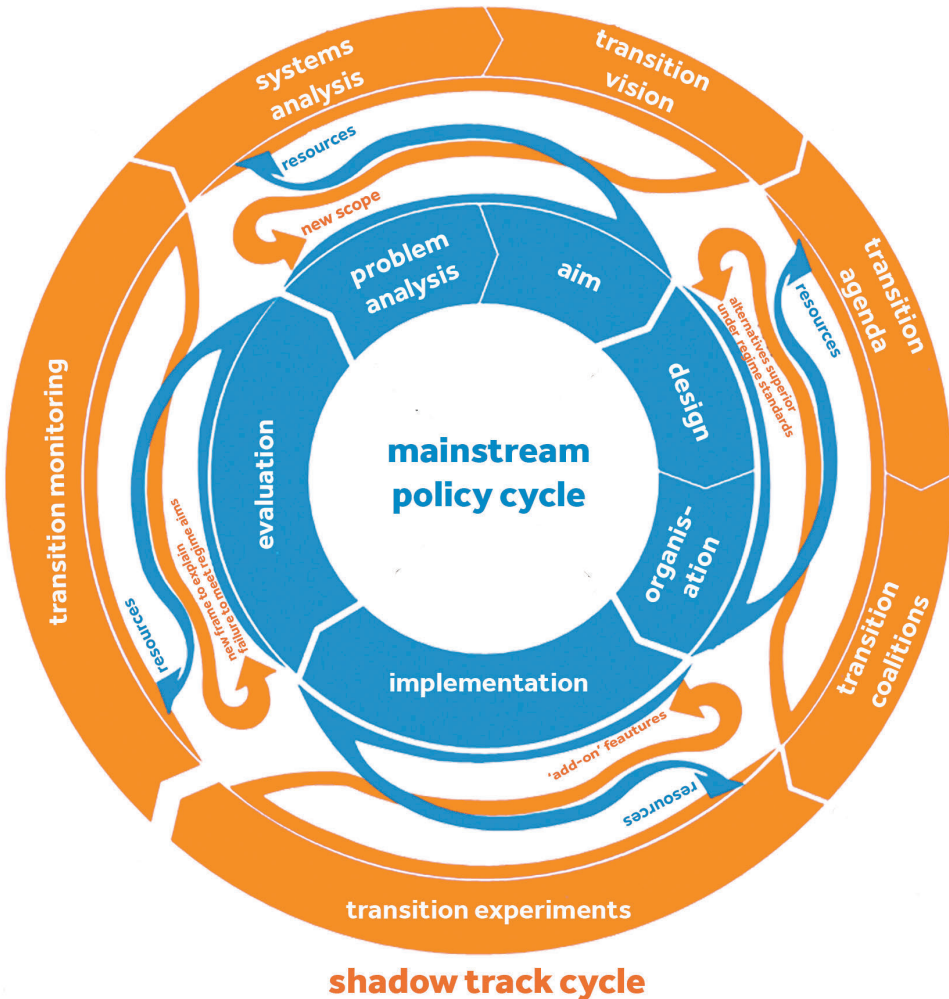 systems
analysis
transition
vision
resources
new scope
problem
analysis
aim
transition
agenda
resources
alternatives superior
under regime standards
design
transition monitoring
evaluation
mainstream
policy cycle
organis-
ation
new frame to explain
failure to meet regime aims
resources
transition
coalitions
implementation
'add-on' feautures
resources
transition experiments
shadow track cycle